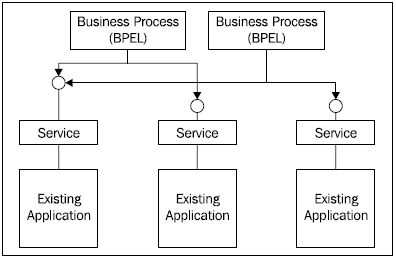 Business Process
(BPEL)
Business Process
(BPEL)
Service
Service
Service
Existing
Application
Existing
Application
Existing
Application